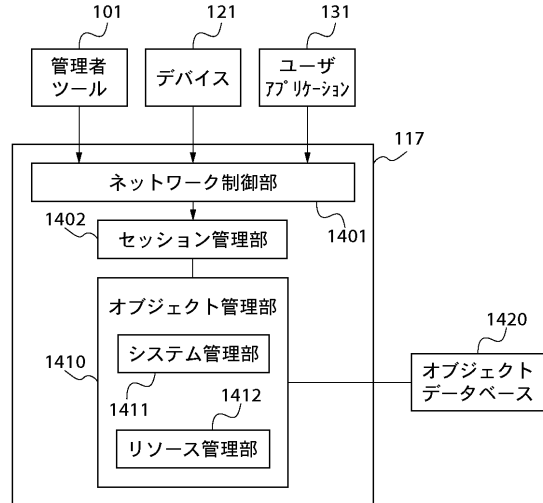 101
121
131
管理者
ツール
デバイス
ユーザ
アプリケーション
117
ネットワーク制御部
1401
1402
セッション管理部
オブジェクト管理部
1410
システム管理部
1411
1412
リソース管理部
1420
オブジェクト
データベース